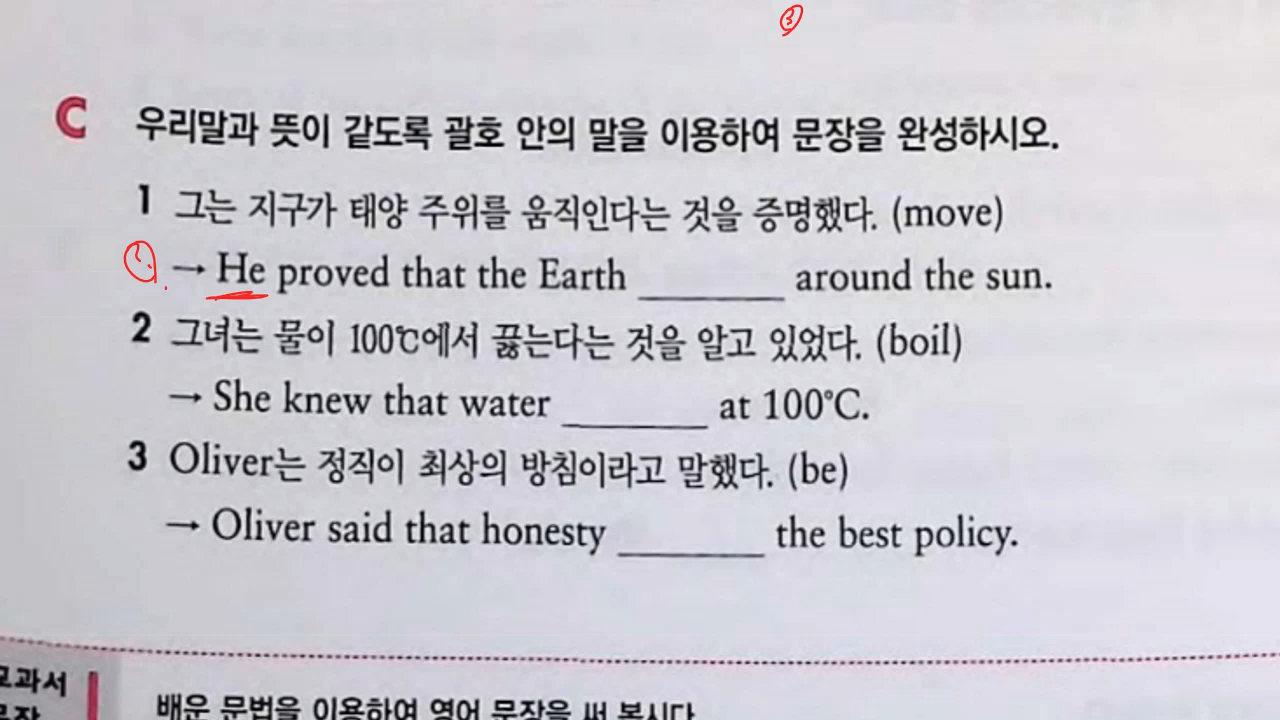 C 우리말과 뜻이 같도록 괄호 안의 말을 이용하여 문장을 완성하시오.
1 그는 지구가 태양 주위를 움직인다는 것을 증명했다. (move)
→ He proved that the Earth ________ around the sun.
2 그녀는 물이 100℃에서 끓는다는 것을 알고 있었다. (boil)
→ She knew that water ________ at 100℃.
3 Oliver는 정직이 최상의 방침이라고 말했다. (be)
→ Oliver said that honesty ________ the best policy.
교과서
배운 문법을 이용하여 영어 문장을 써 봅시다